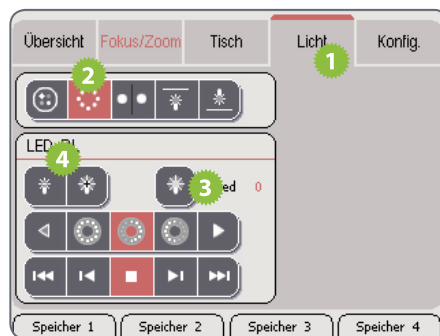 Übersicht Fokus/Zoom Tisch Licht Konfig.
1
2
LED
4
3
0
Speicher 1 Speicher 2 Speicher 3 Speicher 4